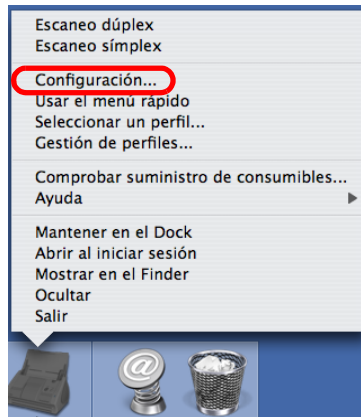 Escaneo dúplex
Escaneo símplex
Configuración...
Usar el menú rápido
Seleccionar un perfil...
Gestión de perfiles...
Comprobar suministro de consumibles...
Ayuda
Mantener en el Dock
Abrir al iniciar sesión
Mostrar en el Finder
Ocultar
Salir
@